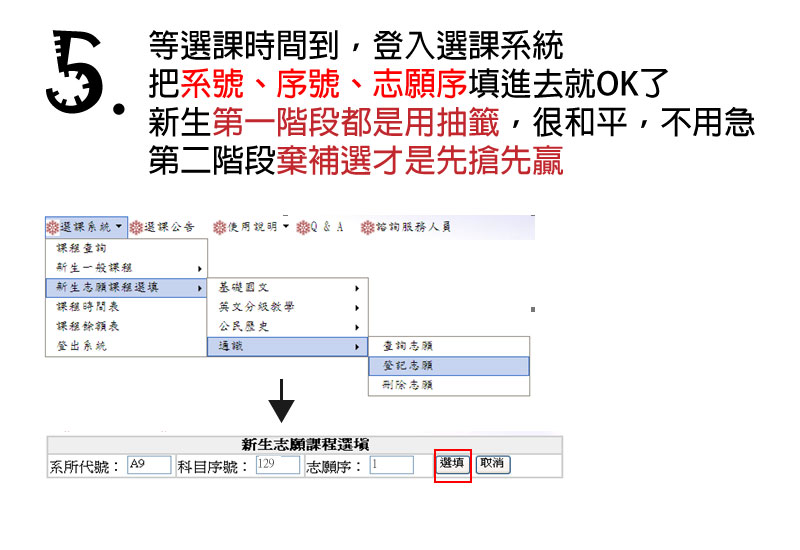 5.
等選課時間到，登入選課系統
把系號、序號、志願序填進去就OK了
新生第一階段都是用抽籤，很和平，不用急
第二階段棄補選才是先搶先贏
選課系統 選課公告 使用說明 Q & A 諮詢服務人員
課程查詢
新生一般課程
新生志願課程選填
課程時間表
課程餘額表
登出系統
基礎國文
英文分級教學
公民歷史
通識
查詢志願
登記志願
刪除志願
新生志願課程選填
系所代號： A9 科目序號： 129 志願序： 1 選填 取消